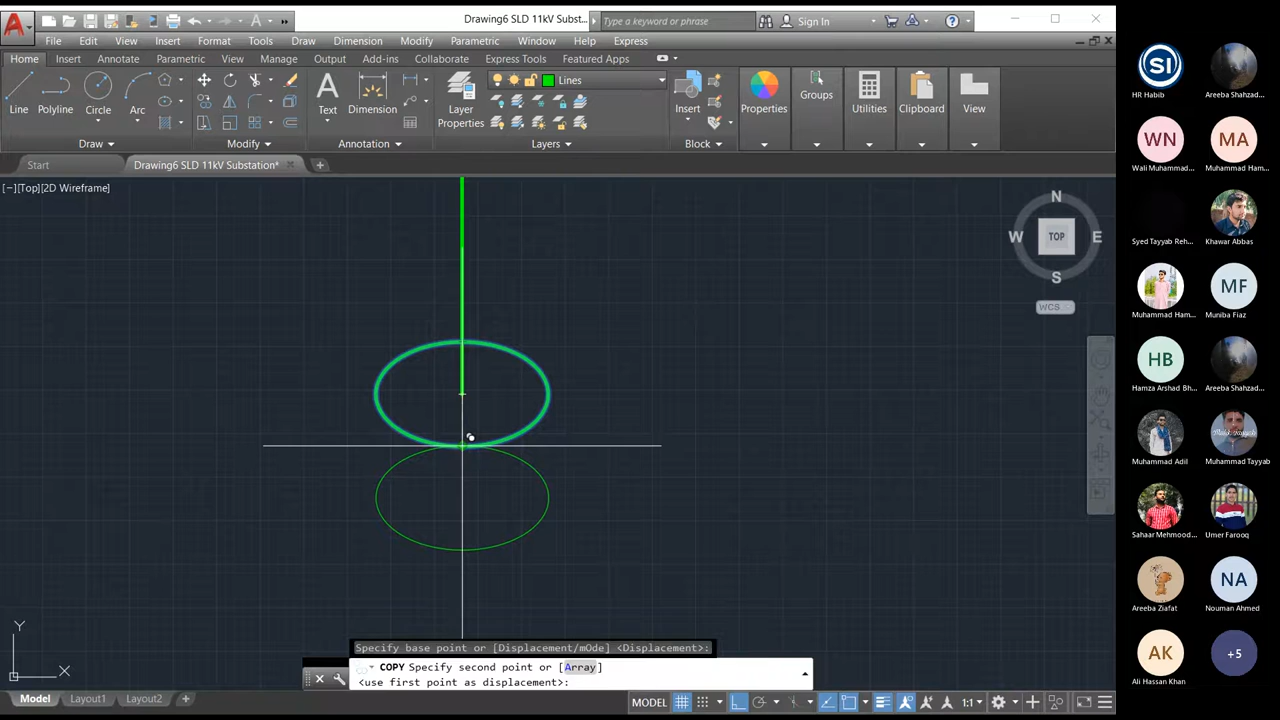 Drawing6 SLD 11kV Subst...
Type a keyword or phrase
Sign In
File Edit View Insert Format Tools Draw Dimension Modify Parametric Window Help Express
Home Insert Annotate Parametric View Manage Output Add-ins Collaborate Express Tools Featured Apps
Lines
Line Polyline Circle Arc
Text Dimension
Layer Properties
Insert
Properties Groups Utilities Clipboard View
Draw Modify Annotation Layers Block
Start Drawing6 SLD 11kV Substation*
[−][Top][2D Wireframe]
N
W TOP E
S
WCS
Y
X
Specify base point or [Displacement/mOde] <Displacement>:
COPY Specify second point or [Array]
<use first point as displacement>:
Model Layout1 Layout2 +
MODEL 1:1
SI
HR Habib
Areeba Shahzad...
WN
Wali Muhammad...
MA
Muhammad Ham...
Syed Tayyab Reh...
Khawar Abbas
Muhammad Ham...
MF
Muniba Fiaz
HB
Hamza Arshad Bh...
Areeba Shahzad...
Muhammad Adil
Muhammad Tayyab
Sahaar Mehmood...
Umer Farooq
Areeba Ziafat
NA
Nouman Ahmed
AK
Ali Hassan Khan
+5